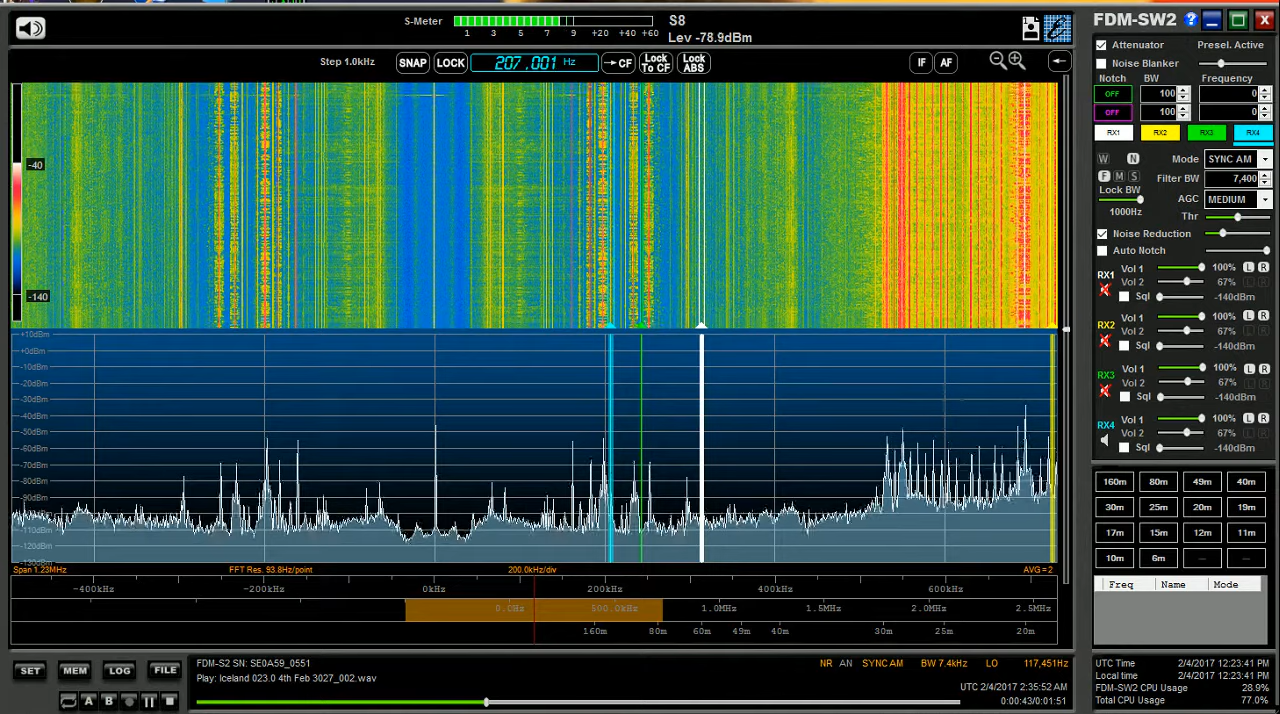 S-Meter
1 3 5 7 9 +20 +40 +60
S8
Lev -78.9dBm
FDM-SW2
Step 1.0kHz
SNAP
LOCK
207.001 Hz
→CF
Lock To CF
Lock ABS
IF
AF
-40
-140
Attenuator
Presel. Active
Noise Blanker
Notch BW Frequency
OFF 100 0
OFF 100 0
RX1 RX2 RX3 RX4
W N Mode SYNC AM
F M S Filter BW 7,400
Lock BW AGC MEDIUM
1000Hz Thr
Noise Reduction
Auto Notch
RX1 Vol 1 100% L R
Vol 2 67% L R
Sql -140dBm
RX2 Vol 1 100% L R
Vol 2 67% L R
Sql -140dBm
RX3 Vol 1 100% L R
Vol 2 67% L R
Sql -140dBm
RX4 Vol 1 100% L R
Vol 2 67% L R
Sql -140dBm
160m 80m 49m 40m
30m 25m 20m 19m
17m 15m 12m 11m
10m 6m -- --
Freq Name Mode
+10dBm
+0dBm
-10dBm
-20dBm
-30dBm
-40dBm
-50dBm
-60dBm
-70dBm
-80dBm
-90dBm
-100dBm
-110dBm
-120dBm
-130dBm
Span 1.23MHz FFT Res. 93.8Hz/point 200.0kHz/div AVG=2
-400kHz -200kHz 0kHz 200kHz 400kHz 600kHz
0.0Hz 500.0kHz 1.0MHz 1.5MHz 2.0MHz 2.5MHz
160m 80m 60m 49m 40m 30m 25m 20m
SET MEM LOG FILE
A B
FDM-S2 SN: SE0A59_0551
NR AN SYNC AM BW 7.4kHz LO 117,451Hz
Play: Iceland 023.0 4th Feb 3027_002.wav
UTC 2/4/2017 2:35:52 AM
0:00:43/0:01:51
UTC Time 2/4/2017 12:23:41 PM
Local time 2/4/2017 12:23:41 PM
FDM-SW2 CPU Usage 28.9%
Total CPU Usage 77.0%